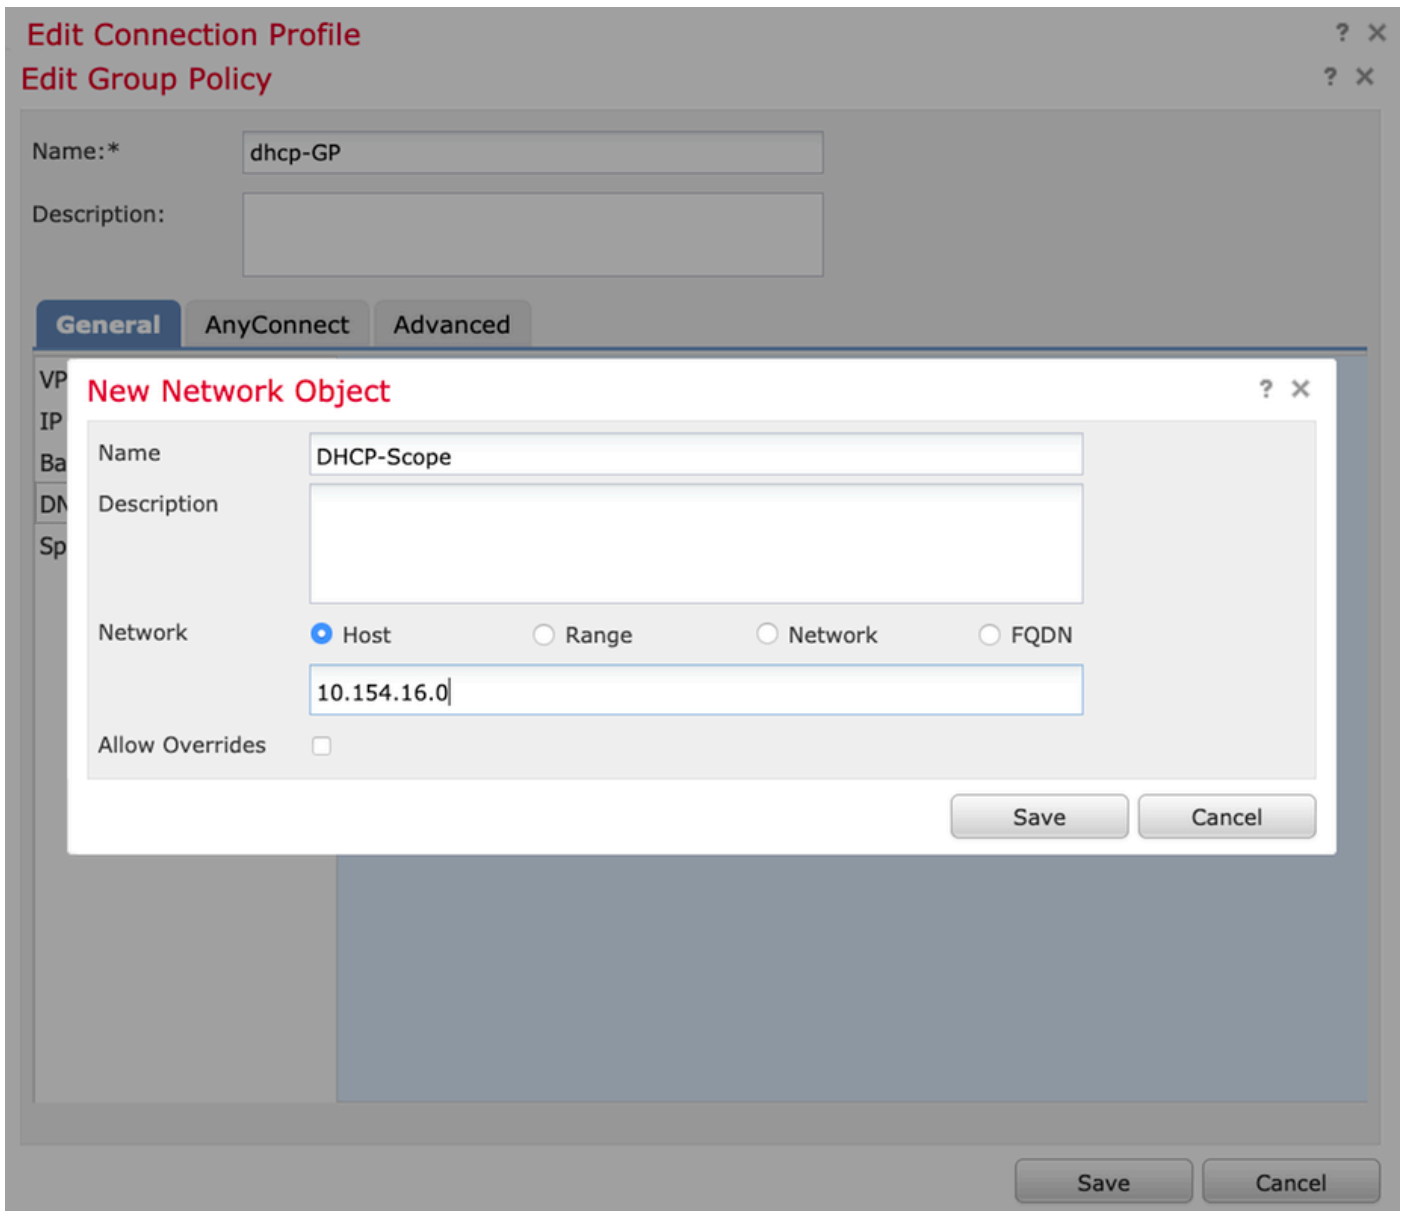 Edit Connection Profile ? ×
Edit Group Policy ? ×
Name:* dhcp-GP
Description:
General AnyConnect Advanced
VP
IP
Ba
DN
Sp
New Network Object ? ×
Name DHCP-Scope
Description
Network Host Range Network FQDN
10.154.16.0
Allow Overrides
Save Cancel
Save Cancel